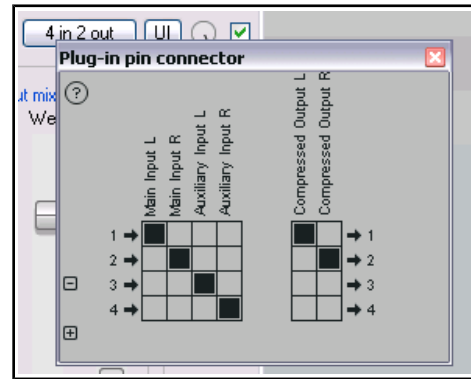 4 in 2 out UI
Plug-in pin connector
ut mix
We
?
Main Input L
Main Input R
Auxiliary Input L
Auxiliary Input R
Compressed Output L
Compressed Output R
1 1
2 2
3 3
4 4